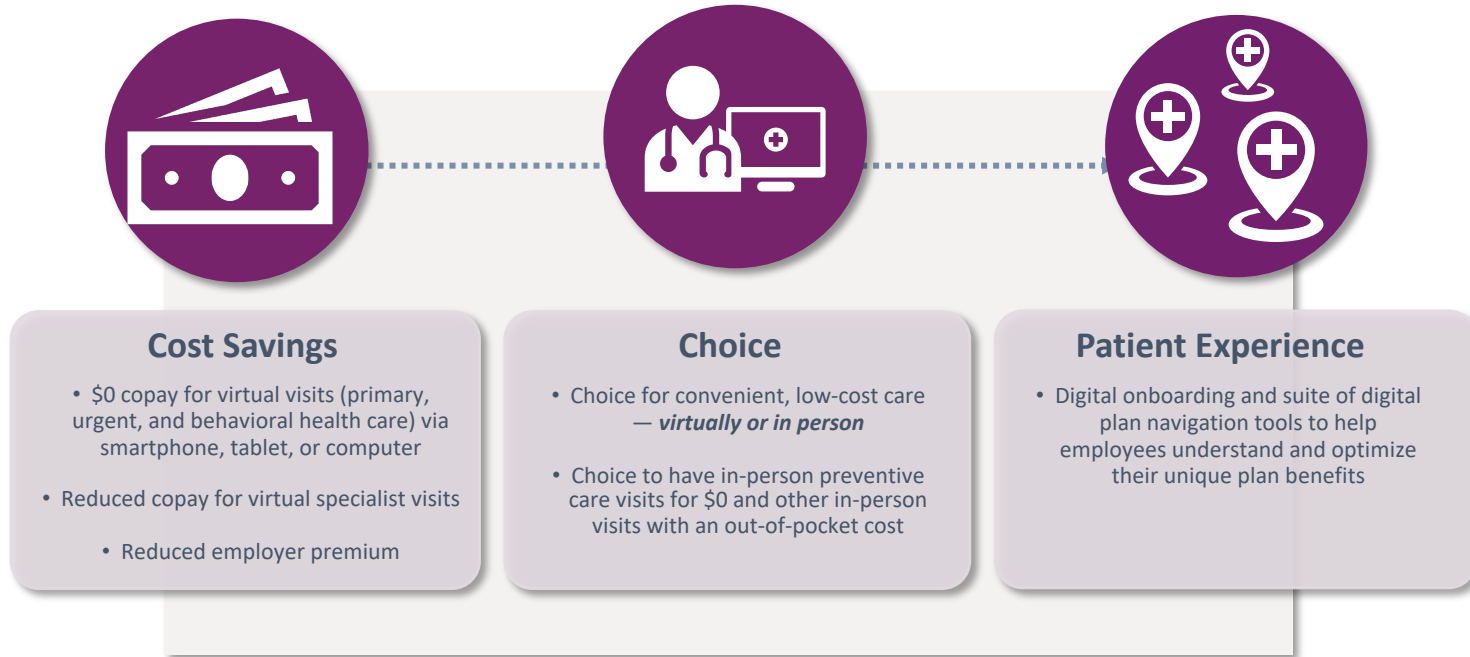 Cost Savings
• $0 copay for virtual visits (primary,
urgent, and behavioral health care) via
smartphone, tablet, or computer
• Reduced copay for virtual specialist visits
• Reduced employer premium
Choice
• Choice for convenient, low-cost care
— virtually or in person
• Choice to have in-person preventive
care visits for $0 and other in-person
visits with an out-of-pocket cost
Patient Experience
• Digital onboarding and suite of digital
plan navigation tools to help
employees understand and optimize
their unique plan benefits